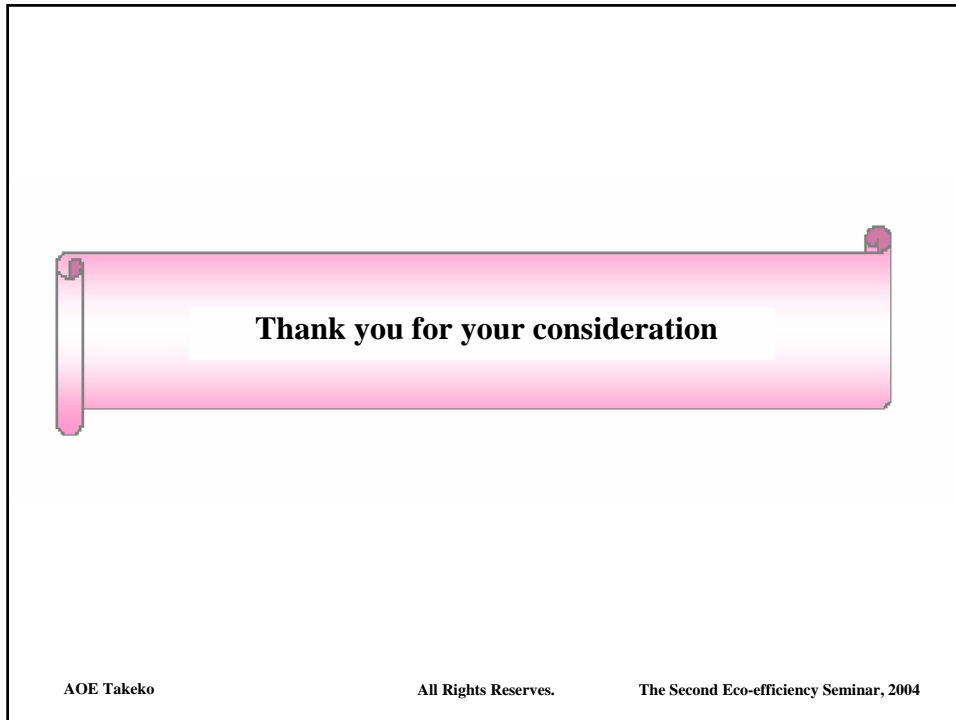 Thank you for your consideration
AOE Takeko All Rights Reserves. The Second Eco-efficiency Seminar, 2004